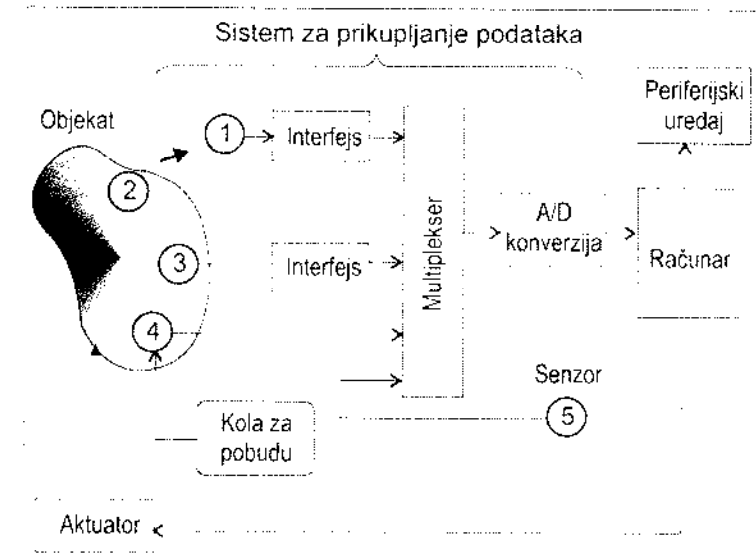 Sistem za prikupljanje podataka
Objekat
1
Interfejs
2
3
Interfejs
4
Multiplekser
A/D
konverzija
Periferijski
uredaj
Računar
Senzor
5
Kola za
pobudu
Aktuator